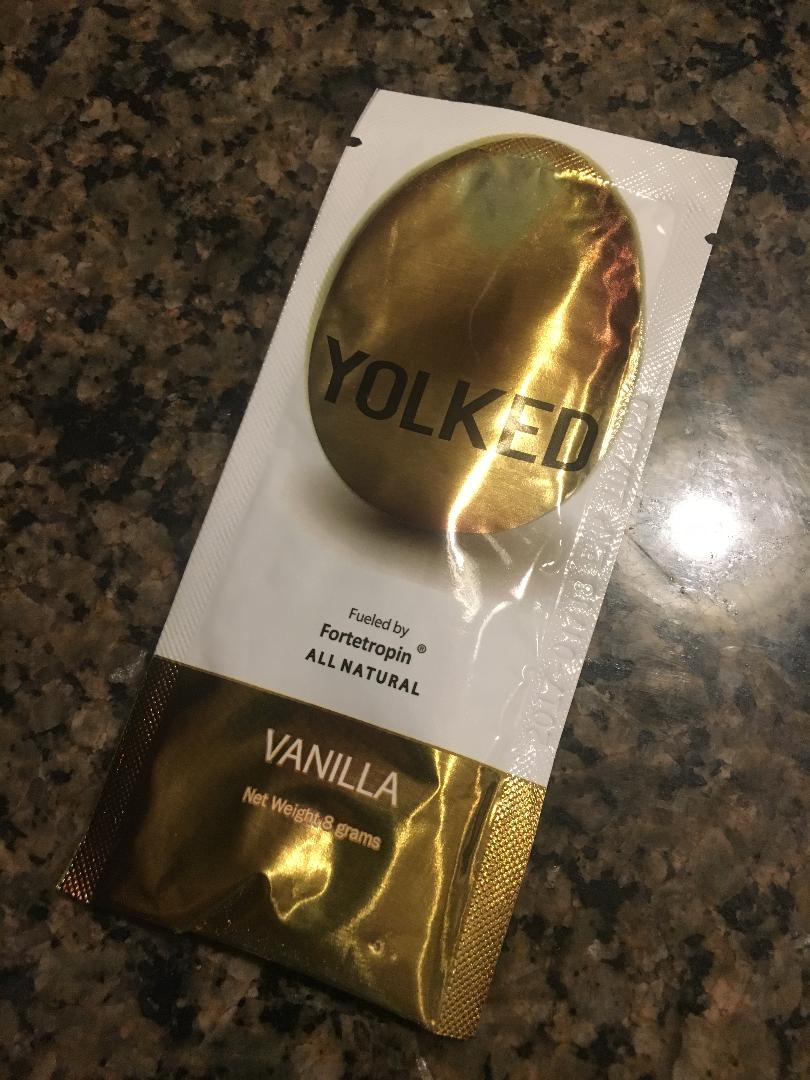 YOLKED
Fueled by
Fortetropin ®
ALL NATURAL
VANILLA
Net Weight 8 grams